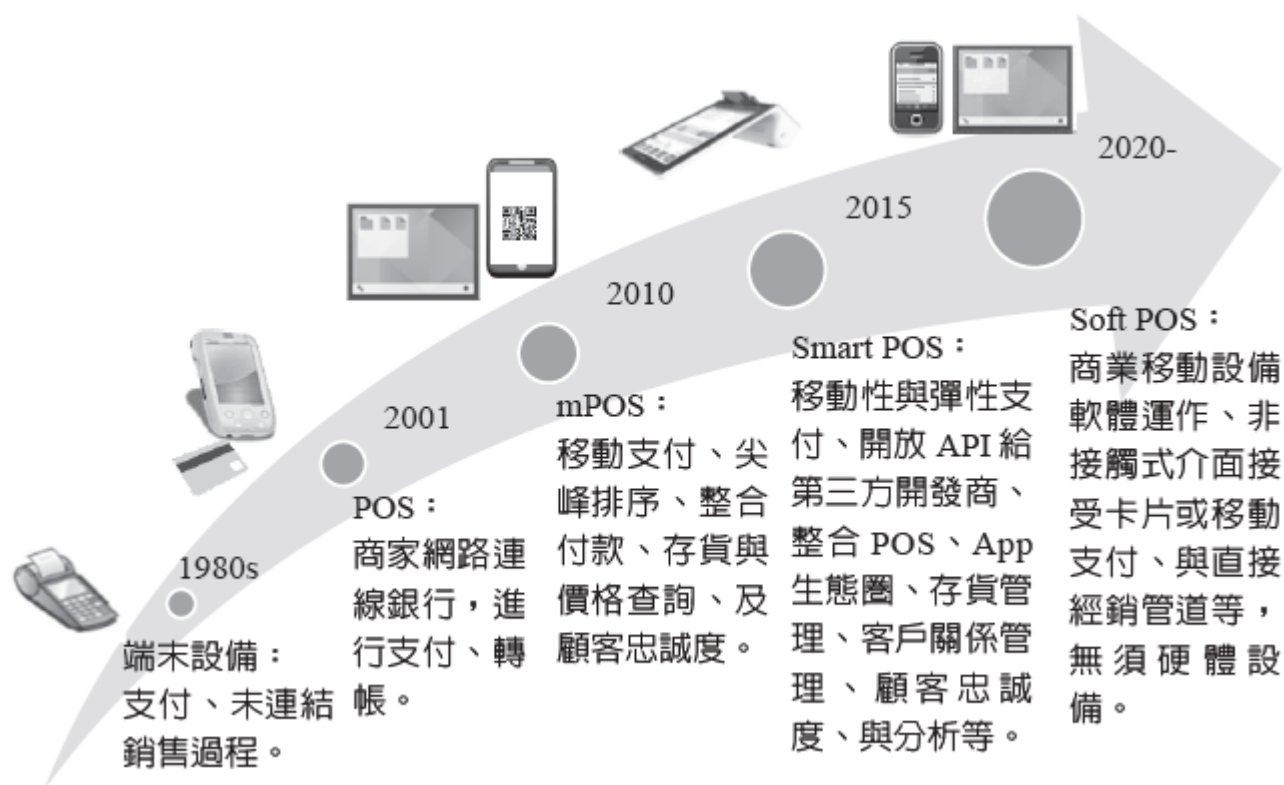 1980s
端末設備：
支付、未連結
銷售過程。
2001
POS：
商家網路連
線銀行，進
行支付、轉
帳。
2010
mPOS：
移動支付、尖
峰排序、整合
付款、存貨與
價格查詢、及
顧客忠誠度。
2015
Smart POS：
移動性與彈性支
付、開放 API 給
第三方開發商、
整合 POS、App
生態圈、存貨管
理、客戶關係管
理、顧客忠誠
度、與分析等。
2020-
Soft POS：
商業移動設備
軟體運作、非
接觸式介面接
受卡片或移動
支付、與直接
經銷管道等，
無須硬體設
備。